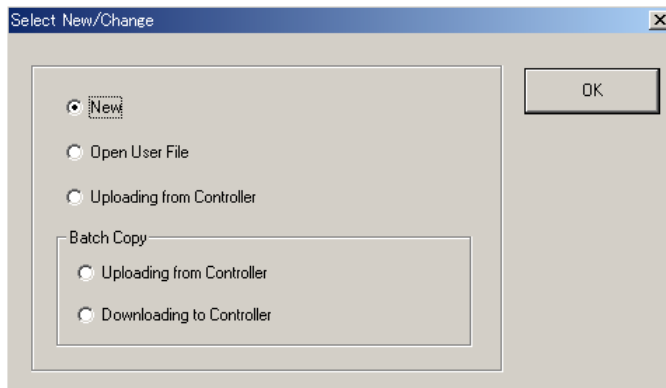 Select New/Change
OK
New
Open User File
Uploading from Controller
Batch Copy
Uploading from Controller
Downloading to Controller